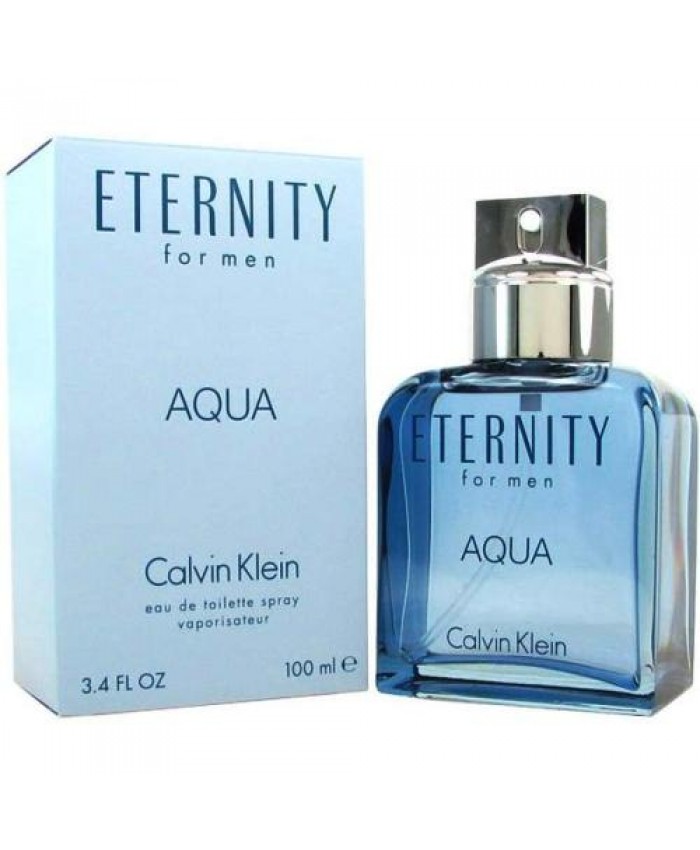 ETERNITY
for men
AQUA
Calvin Klein
eau de toilette spray
vaporisateur
3.4 FL OZ
100 ml ℮
ETERNITY
for men
AQUA
Calvin Klein